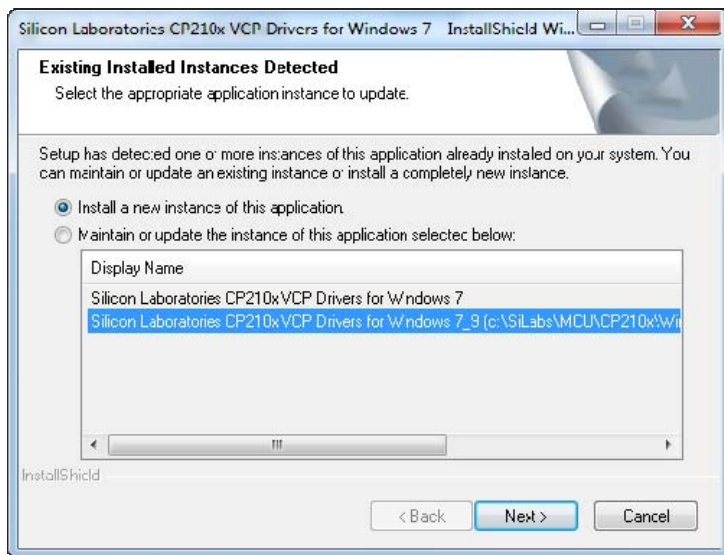 Silicon Laboratories CP210x VCP Drivers for Windows 7 InstallShield Wi...
Existing Installed Instances Detected
Select the appropriate application instance to update.
Setup has detected one or more instances of this application already installed on your system. You
can maintain or update an existing instance or install a completely new instance.
Install a new instance of this application.
Maintain or update the instance of this application selected below:
Display Name
Silicon Laboratories CP210x VCP Drivers for Windows 7
Silicon Laboratories CP210x VCP Drivers for Windows 7_9 (c:\SiLabs\MCU\CP210x\Wi
InstallShield
< Back
Next >
Cancel